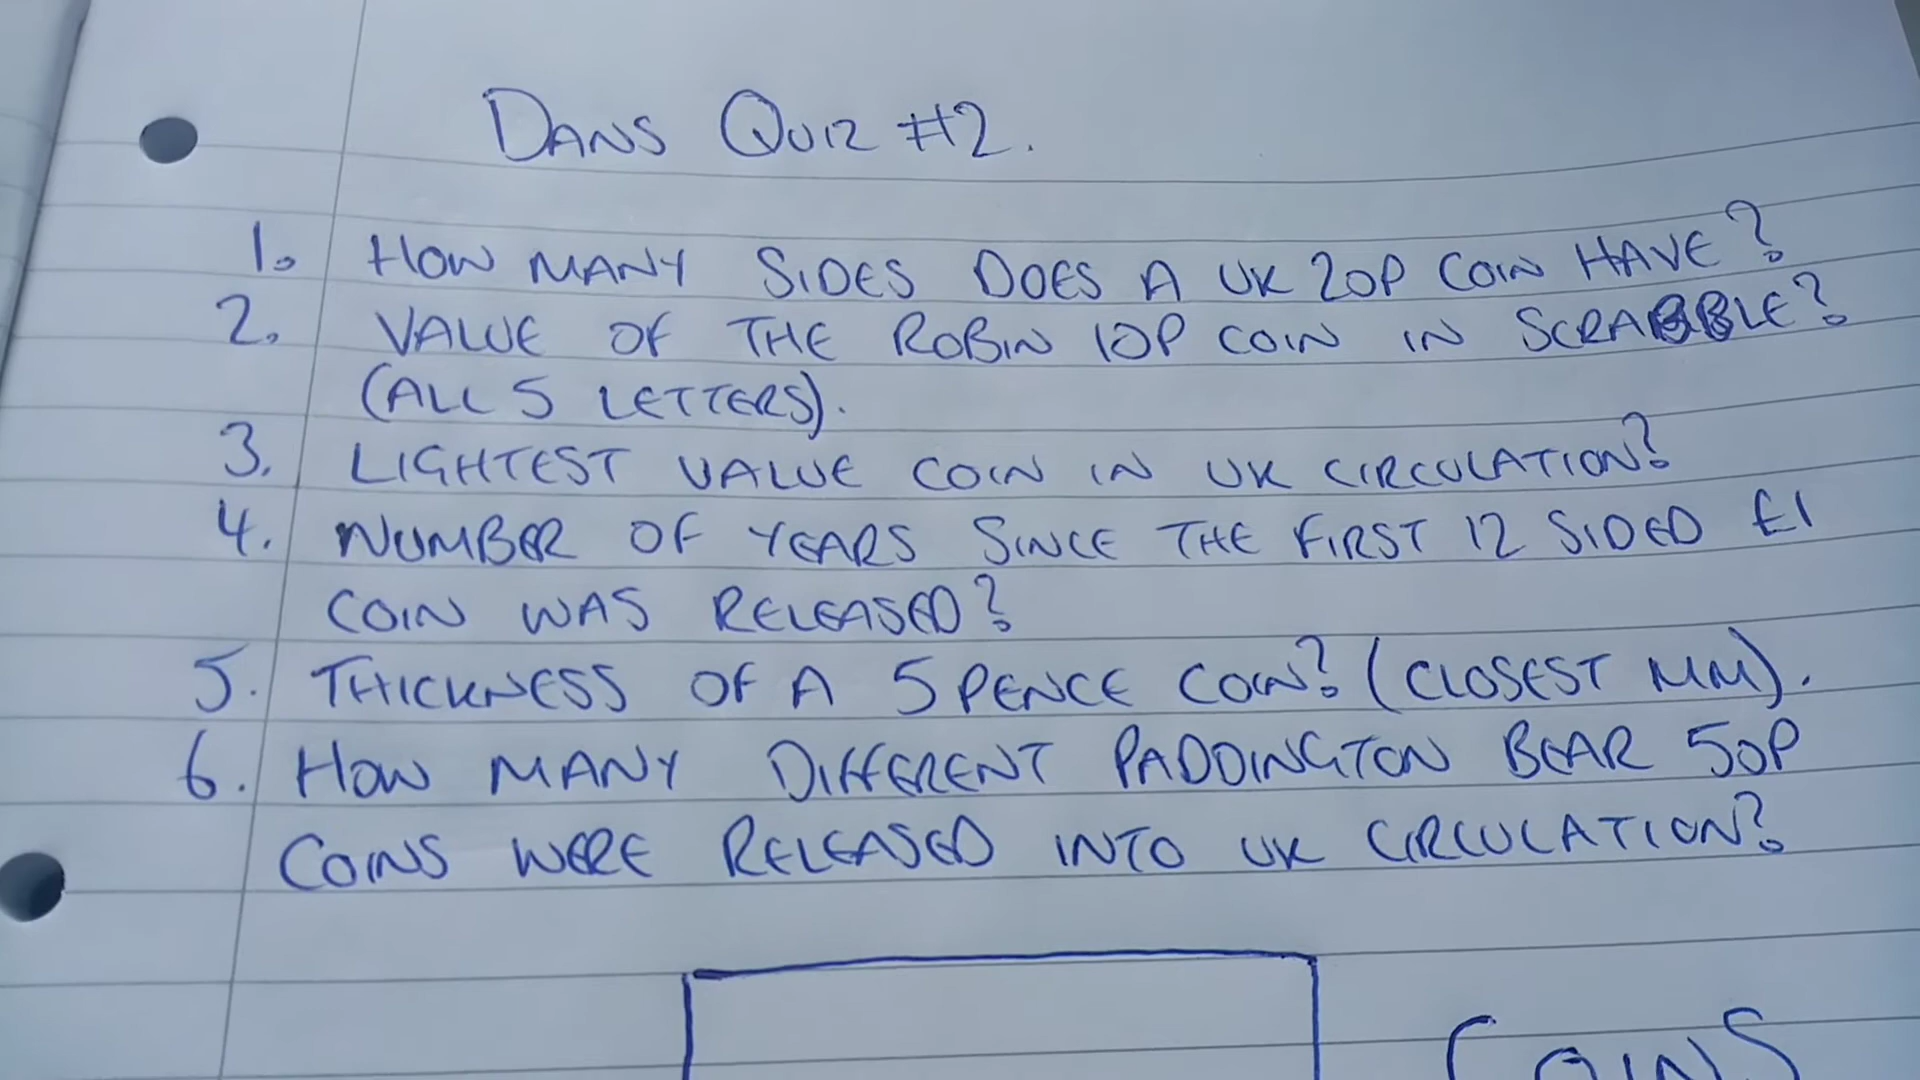 DANS QUIZ #2.
1. HOW MANY SIDES DOES A UK 20P COIN HAVE?
2. VALUE OF THE ROBIN 10P COIN IN SCRABBLE?
(ALL 5 LETTERS).
3. LIGHTEST VALUE COIN IN UK CIRCULATION?
4. NUMBER OF YEARS SINCE THE FIRST 12 SIDED £1
COIN WAS RELEASED?
5. THICKNESS OF A 5 PENCE COIN? (CLOSEST MM).
6. HOW MANY DIFFERENT PADDINGTON BEAR 50P
COINS WERE RELEASED INTO UK CIRCULATION?
COINS